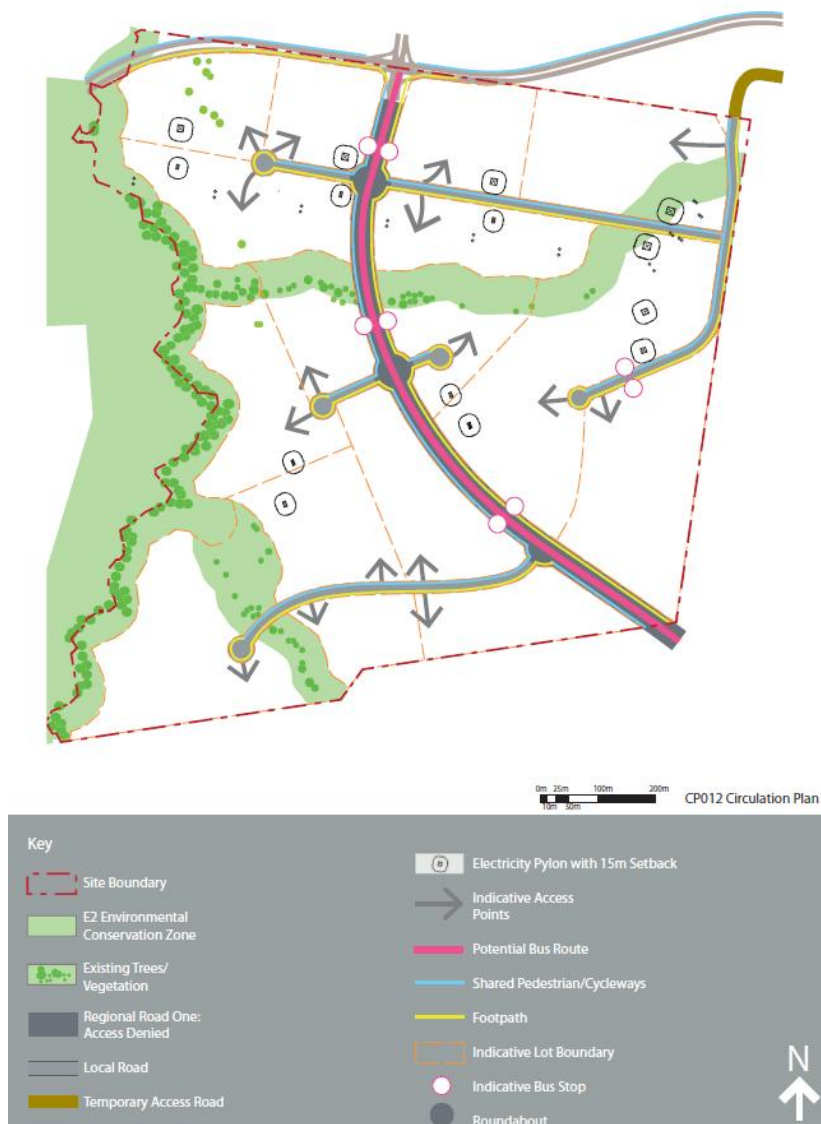 0m 25m 100m 200m
10m 50m
CP012 Circulation Plan
Key
Site Boundary
E2 Environmental
Conservation Zone
Existing Trees/
Vegetation
Regional Road One:
Access Denied
Local Road
Temporary Access Road
Electricity Pylon with 15m Setback
Indicative Access
Points
Potential Bus Route
Shared Pedestrian/Cycleways
Footpath
Indicative Lot Boundary
Indicative Bus Stop
Roundabout
N